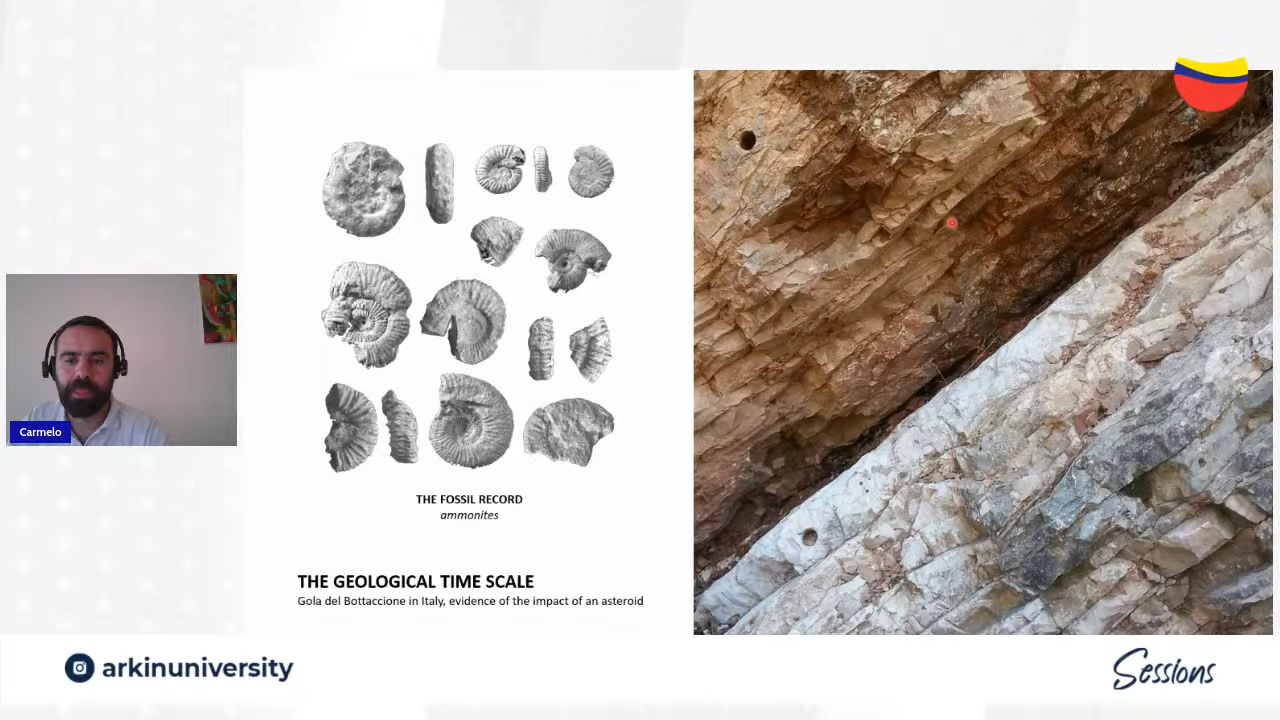 Carmelo
THE FOSSIL RECORD
ammonites
THE GEOLOGICAL TIME SCALE
Gola del Bottaccione in Italy, evidence of the impact of an asteroid
arkinuniversity
Sessions